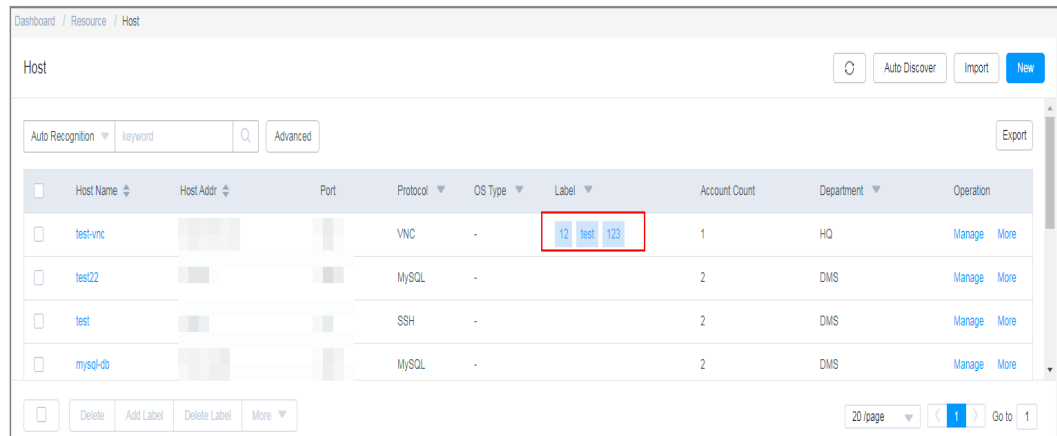 Dashboard / Resource / Host
Host Auto Discover Import New
Auto Recognition keyword Advanced Export
Host Name Host Addr Port Protocol OS Type Label Account Count Department Operation
test-vnc VNC - 12 test 123 1 HQ Manage More
test22 MySQL - 2 DMS Manage More
test SSH - 2 DMS Manage More
mysql-db MySQL - 2 DMS Manage More
Delete Add Label Delete Label More 20 /page 1 Go to 1